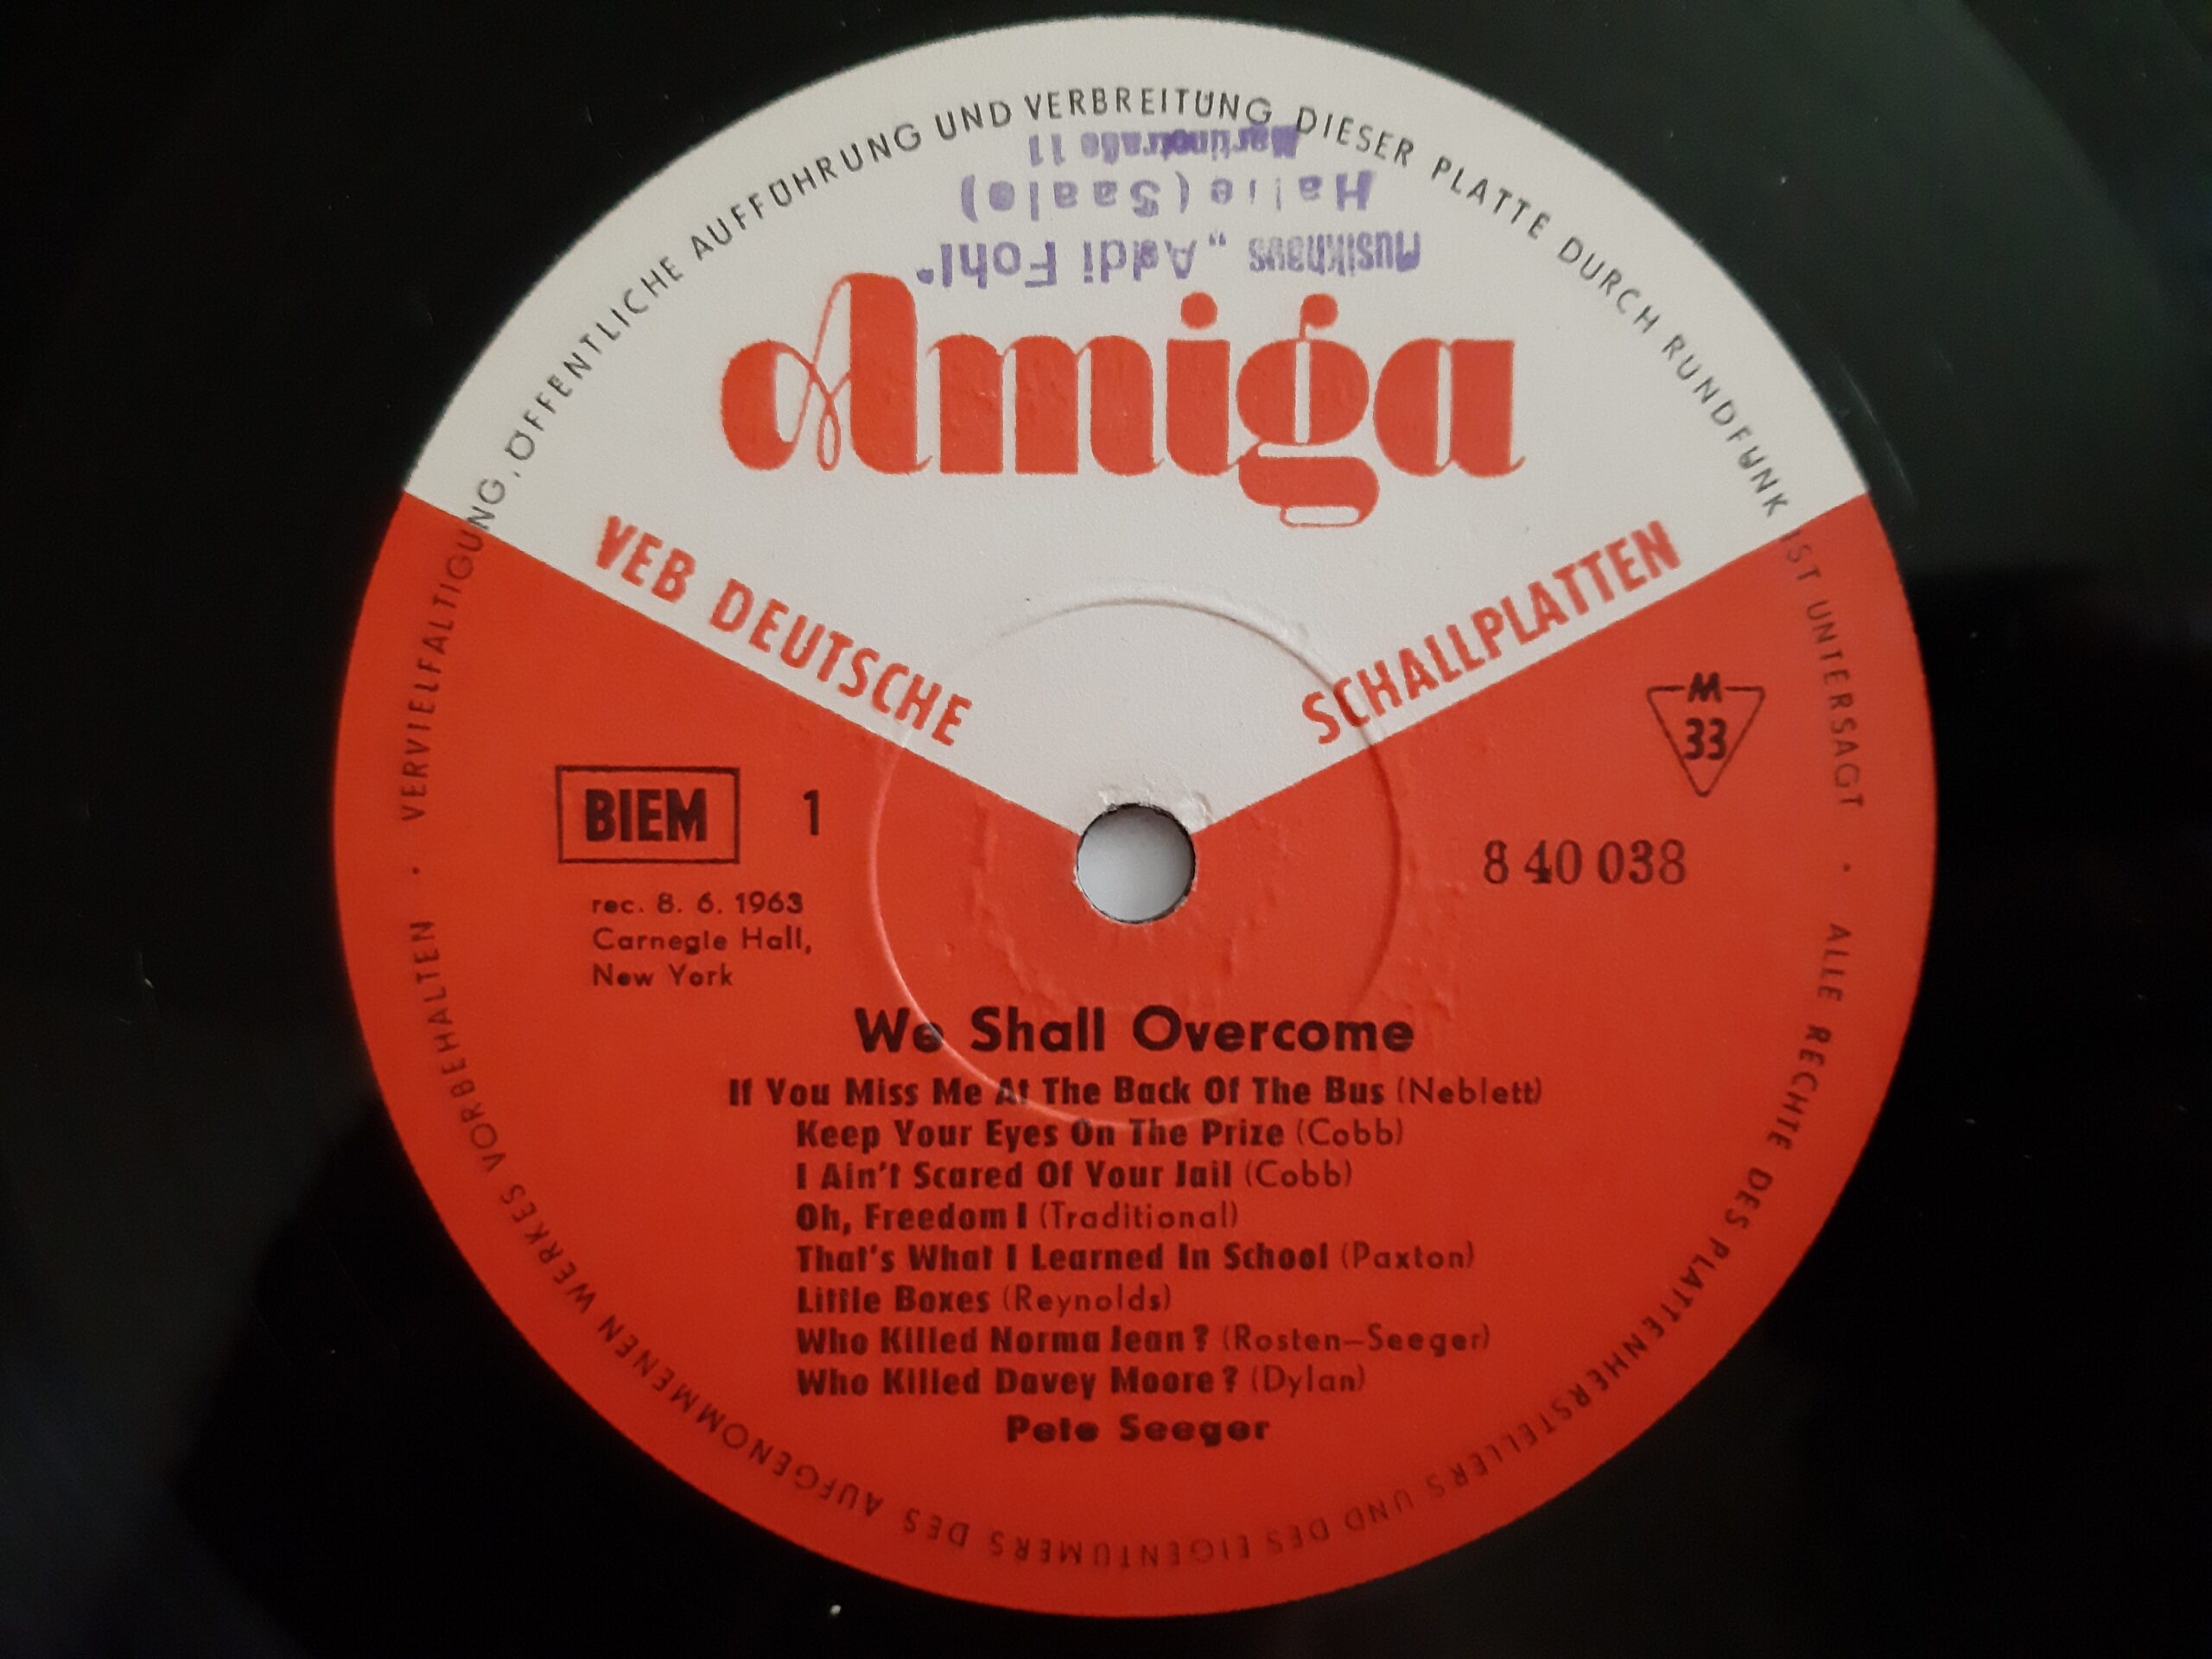 VERVIELFÄLTIGUNG, ÖFFENTLICHE AUFFÜHRUNG UND VERBREITUNG DIESER PLATTE DURCH RUNDFUNK IST UNTERSAGT · ALLE RECHTE DES PLATTENHERSTELLERS UND DES EIGENTÜMERS DES AUFGENOMMENEN WERKES VORBEHALTEN ·
Musikhaus „Addi Fohl"
Halle (Saale)
11
Amiga
VEB DEUTSCHE SCHALLPLATTEN
M
33
BIEM 1
8 40 038
rec. 8. 6. 1963
Carnegie Hall,
New York
We Shall Overcome
If You Miss Me At The Back Of The Bus (Neblett)
Keep Your Eyes On The Prize (Cobb)
I Ain't Scared Of Your Jail (Cobb)
Oh, Freedom! (Traditional)
That's What I Learned In School (Paxton)
Little Boxes (Reynolds)
Who Killed Norma Jean? (Rosten–Seeger)
Who Killed Davey Moore? (Dylan)
Pete Seeger